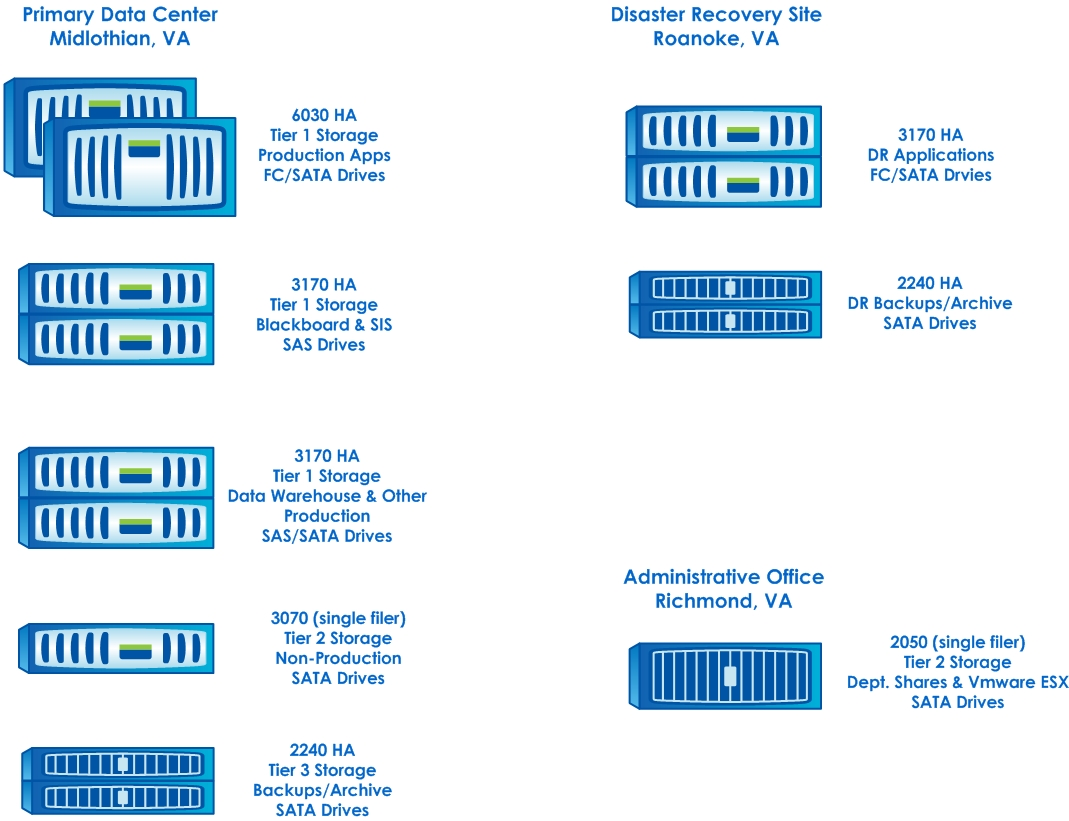 Primary Data Center
Midlothian, VA
6030 HA
Tier 1 Storage
Production Apps
FC/SATA Drives
3170 HA
Tier 1 Storage
Blackboard & SIS
SAS Drives
3170 HA
Tier 1 Storage
Data Warehouse & Other
Production
SAS/SATA Drives
3070 (single filer)
Tier 2 Storage
Non-Production
SATA Drives
2240 HA
Tier 3 Storage
Backups/Archive
SATA Drives
Disaster Recovery Site
Roanoke, VA
3170 HA
DR Applications
FC/SATA Drvies
2240 HA
DR Backups/Archive
SATA Drives
Administrative Office
Richmond, VA
2050 (single filer)
Tier 2 Storage
Dept. Shares & Vmware ESX
SATA Drives